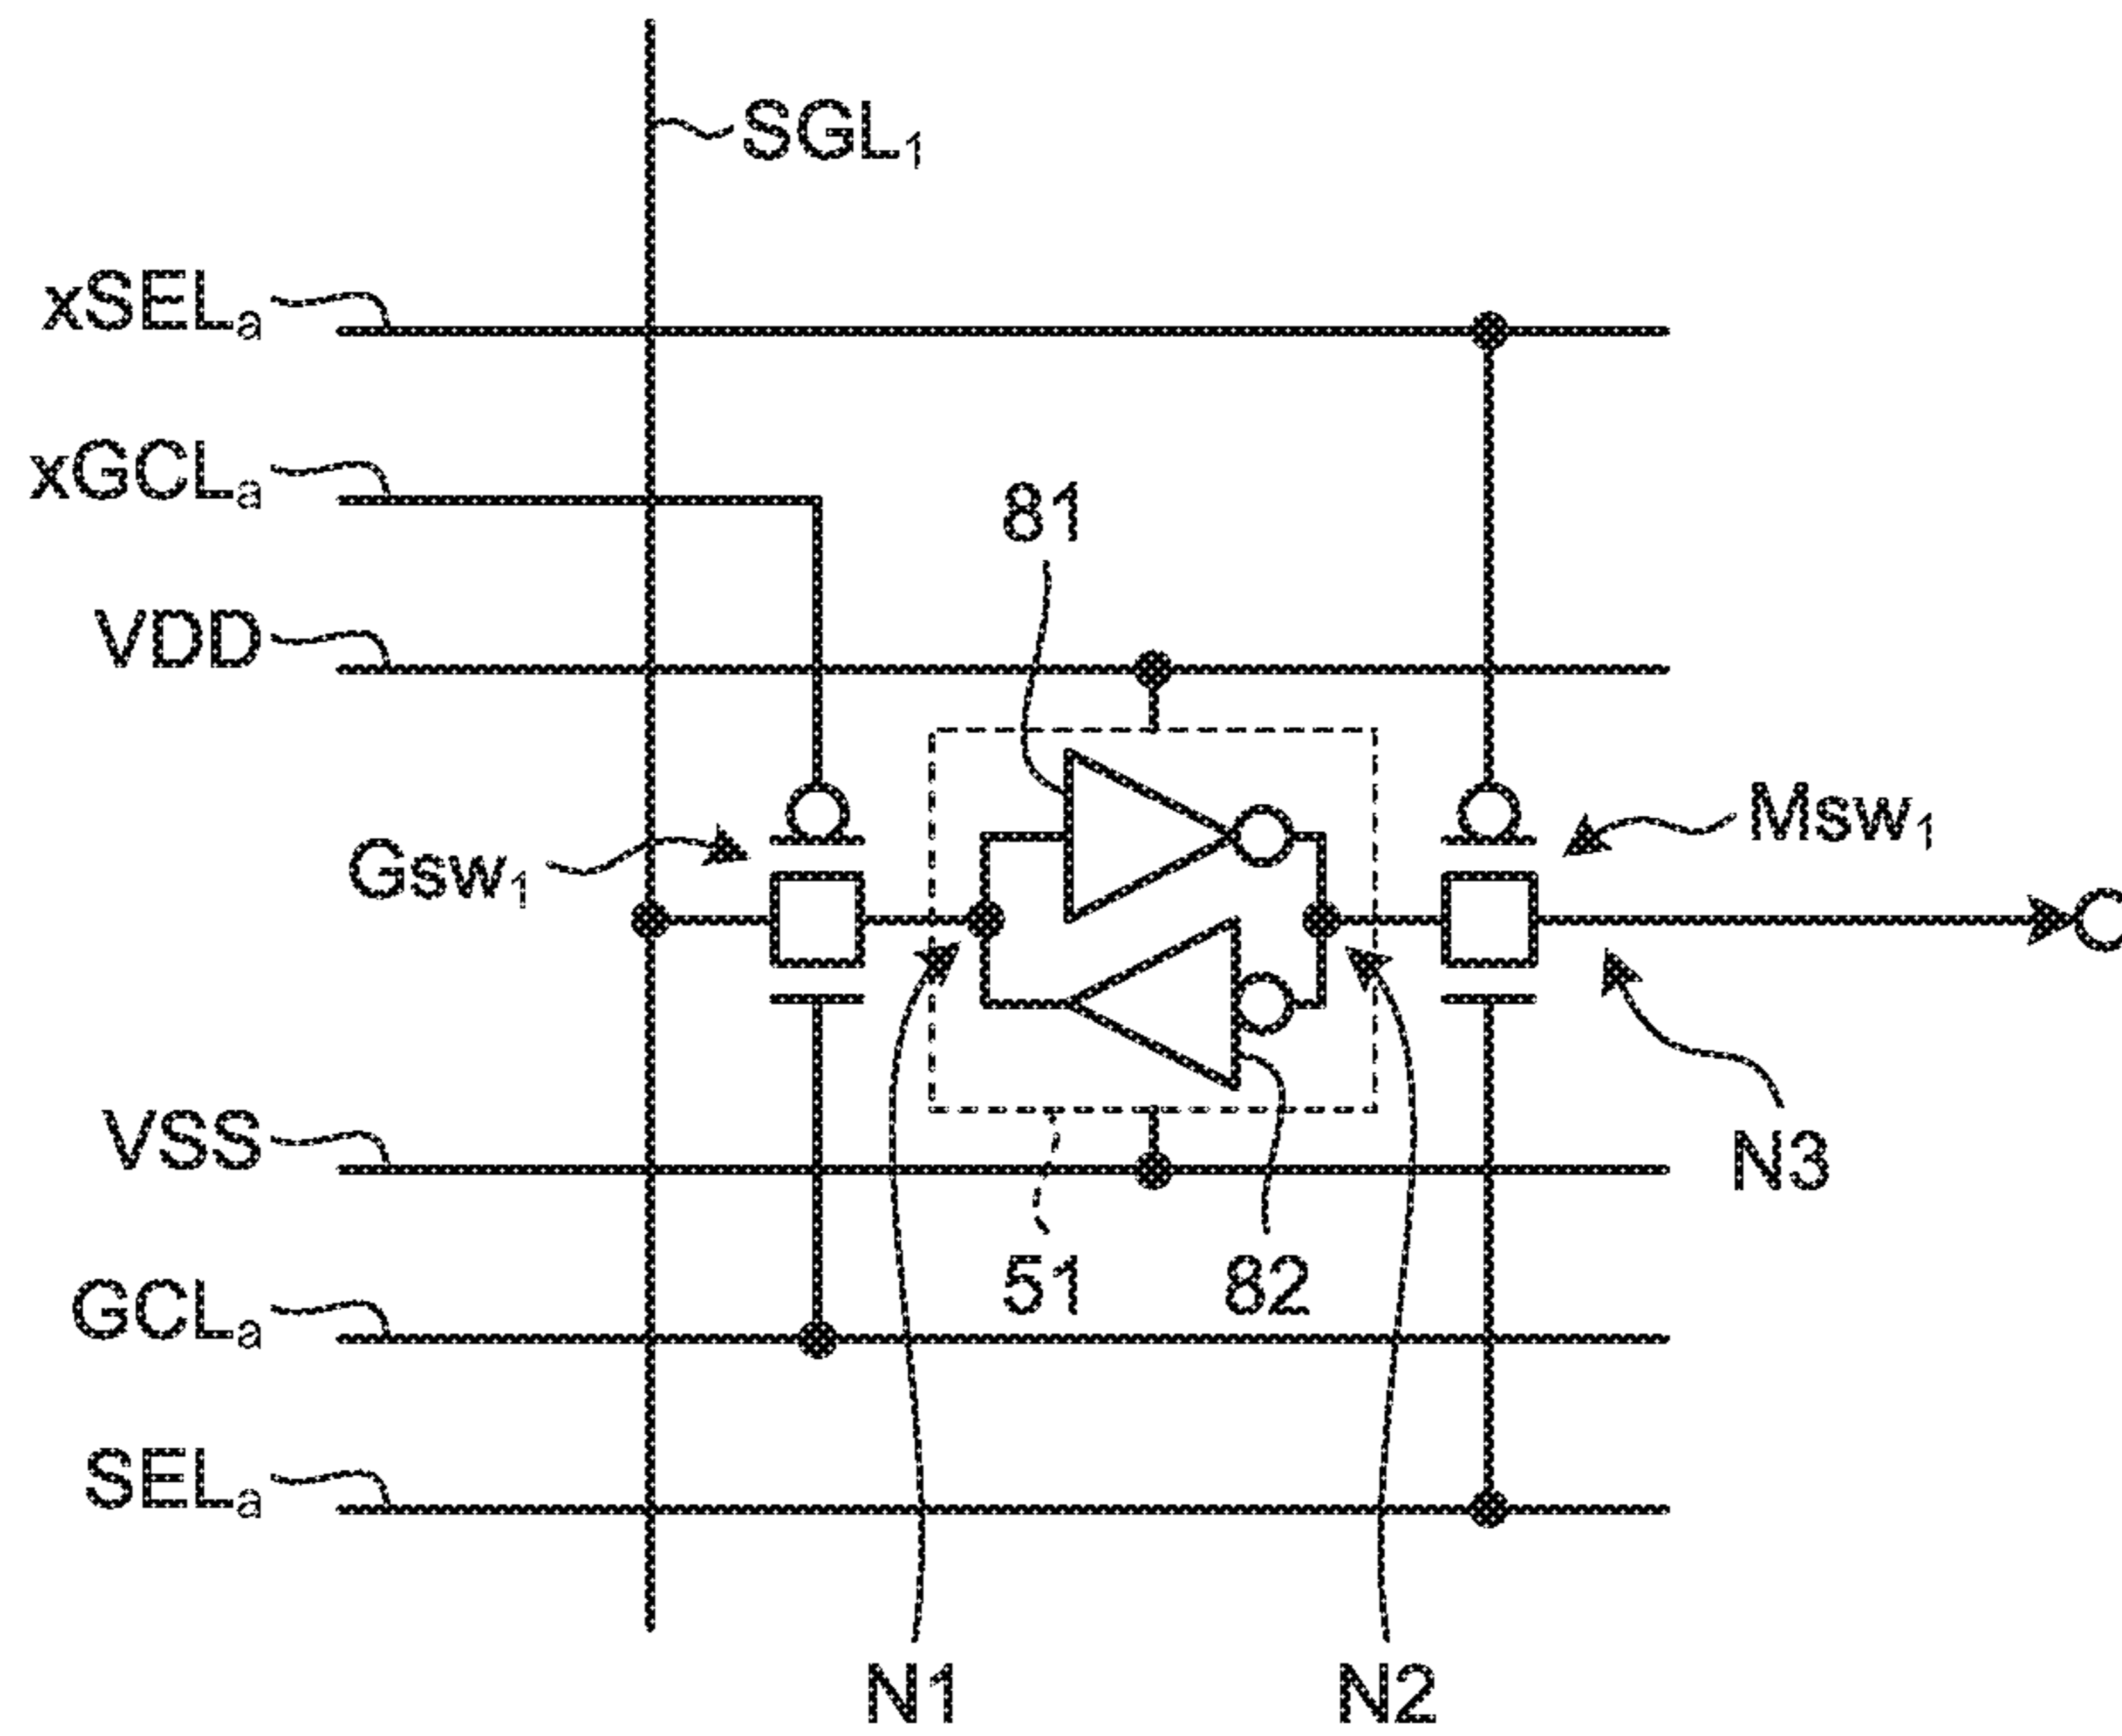 SGL₁
xSELₐ
xGCLₐ
81
VDD
Msw₁
Gsw₁
VSS
N3
51
82
GCLₐ
SELₐ
N1
N2